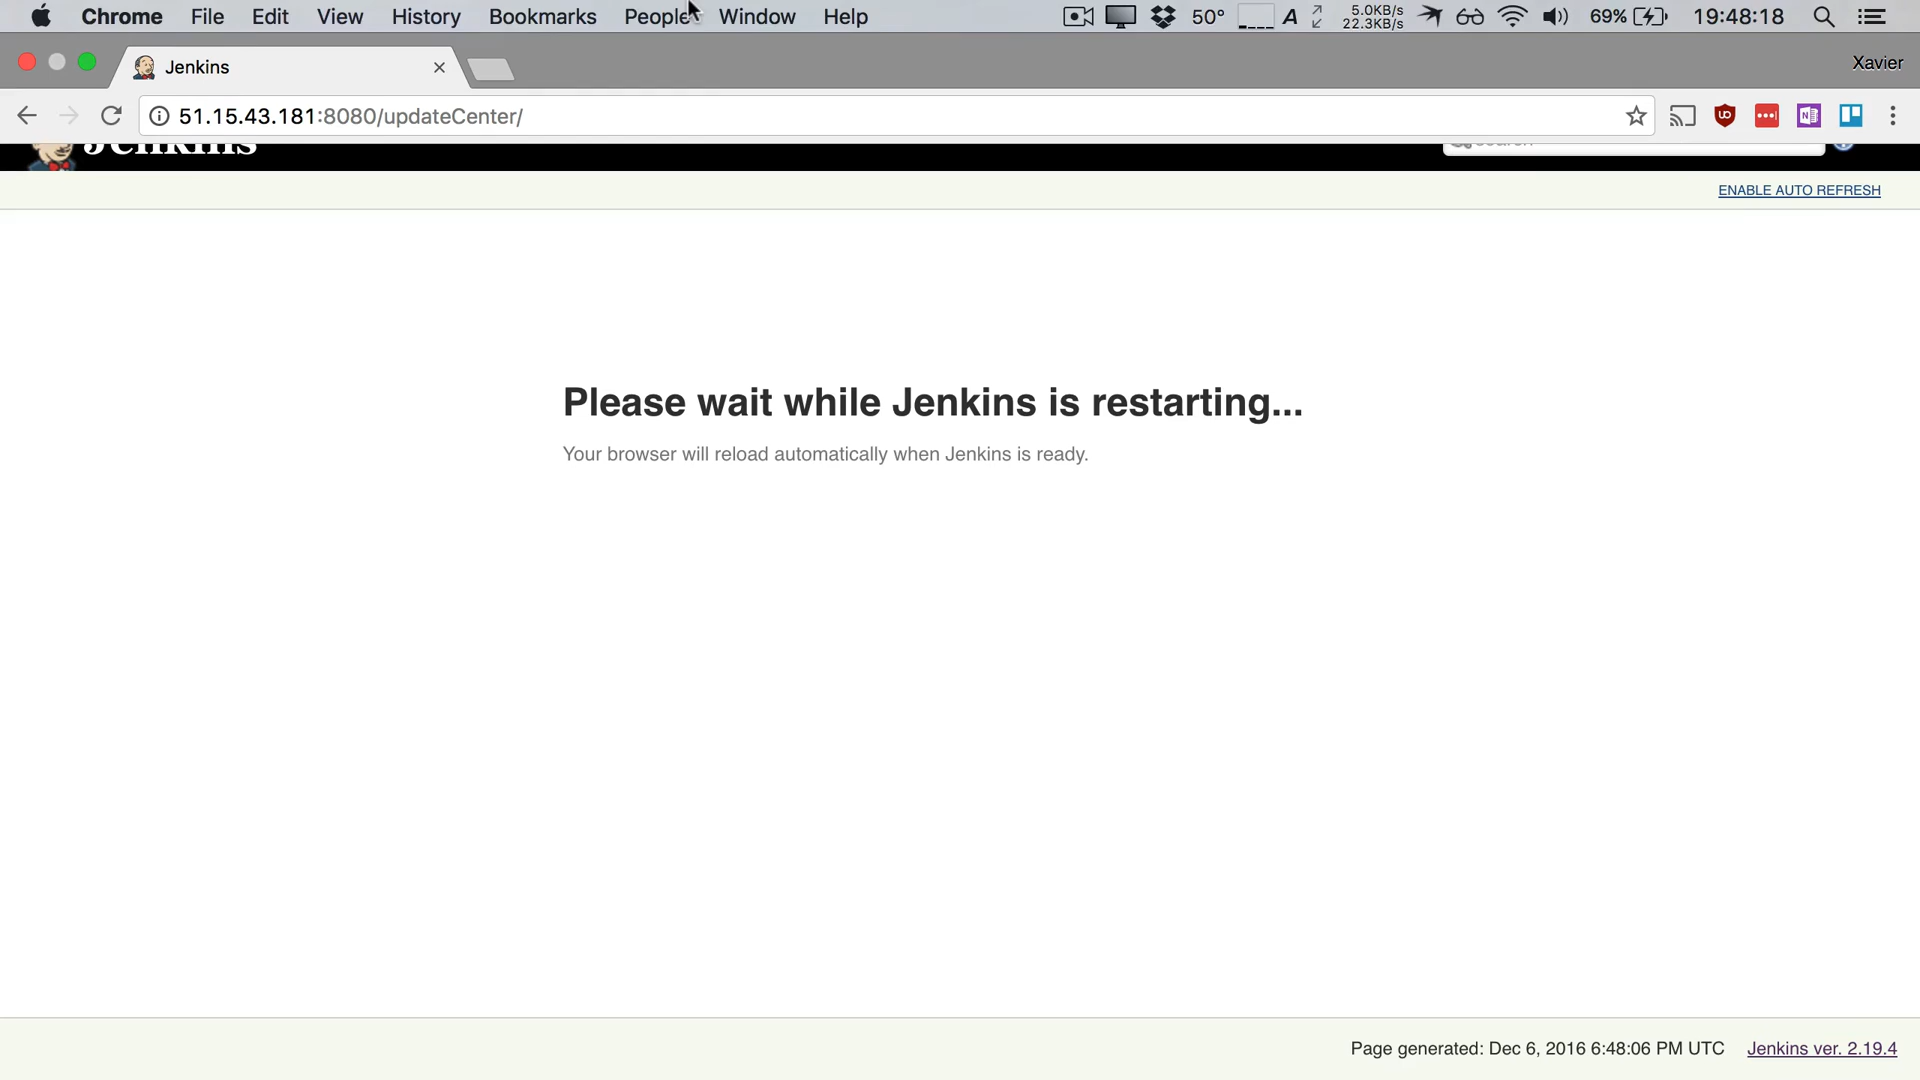 Chrome File Edit View History Bookmarks People Window Help 50° A 5.0KB/s 22.3KB/s 69% 19:48:18
Jenkins Xavier
51.15.43.181:8080/updateCenter/
Jenkins search
ENABLE AUTO REFRESH
Please wait while Jenkins is restarting...
Your browser will reload automatically when Jenkins is ready.
Page generated: Dec 6, 2016 6:48:06 PM UTC Jenkins ver. 2.19.4